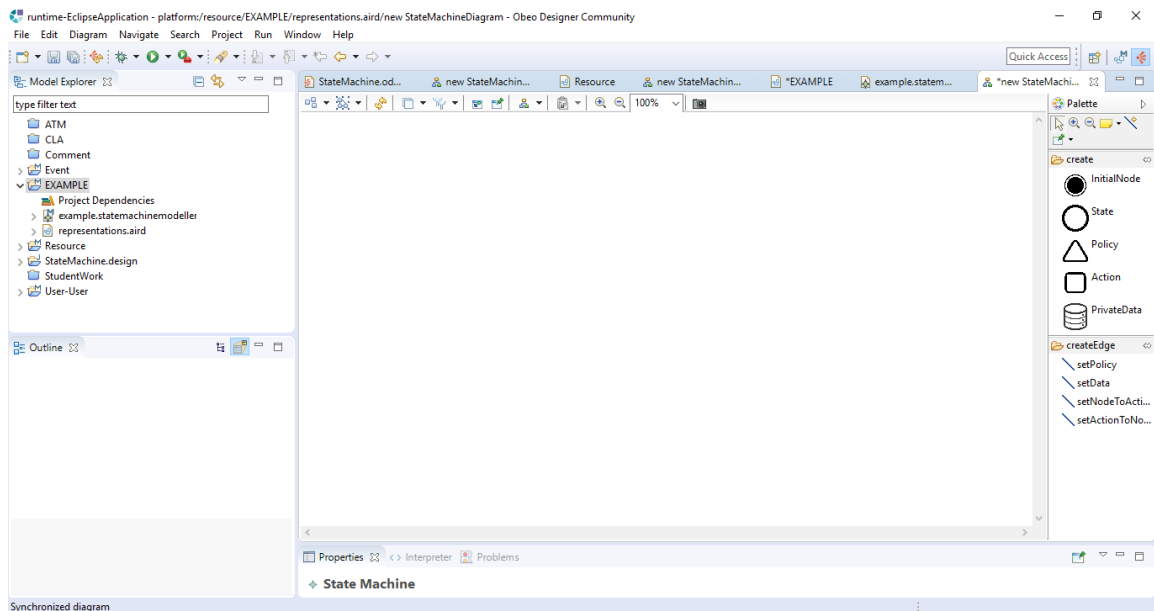 runtime-EclipseApplication - platform:/resource/EXAMPLE/representations.aird/new StateMachineDiagram - Obeo Designer Community
File Edit Diagram Navigate Search Project Run Window Help
Quick Access
Model Explorer
type filter text
ATM
CLA
Comment
Event
EXAMPLE
Project Dependencies
example.statemachinemodeller
representations.aird
Resource
StateMachine.design
StudentWork
User-User
Outline
StateMachine.od... new StateMachin... Resource new StateMachin... *EXAMPLE example.statem... *new StateMachi...
100%
Palette
create
InitialNode
State
Policy
Action
PrivateData
createEdge
setPolicy
setData
setNodeToActi...
setActionToNo...
Properties Interpreter Problems
State Machine
Synchronized diagram